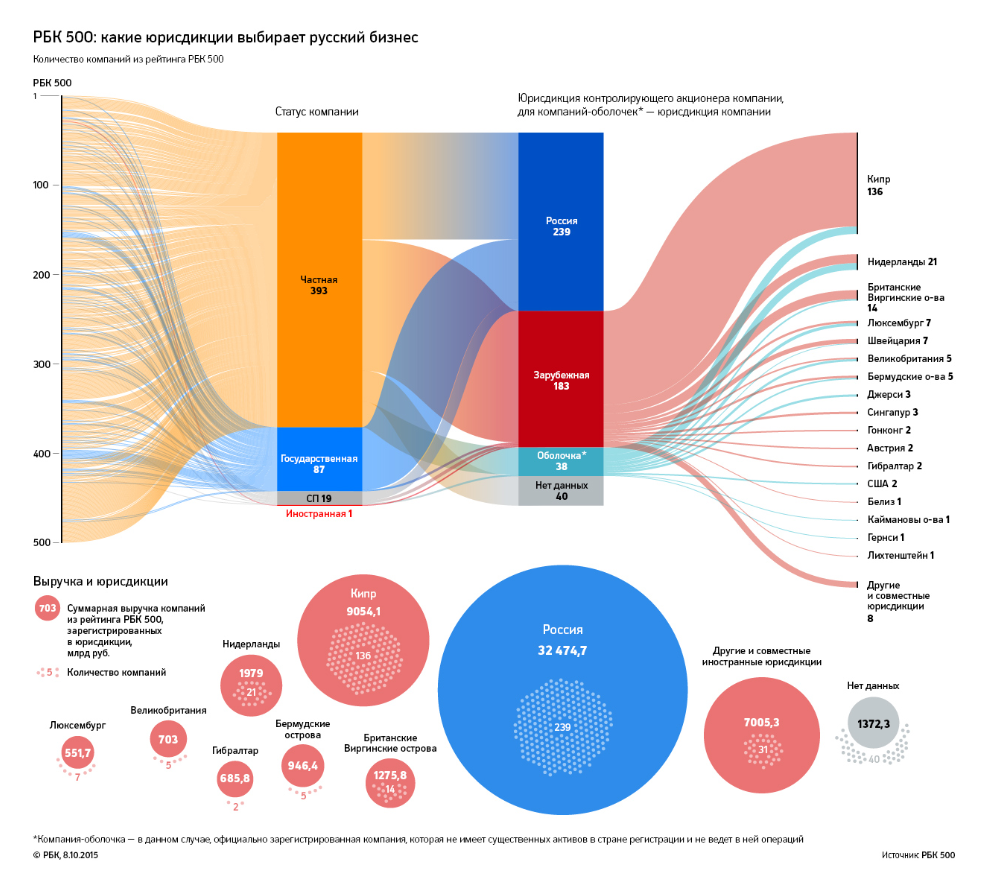 РБК 500: какие юрисдикции выбирает русский бизнес
Количество компаний из рейтинга РБК 500
РБК 500
1
100
200
300
400
500
Статус компании
Частная
393
Государственная
87
СП 19
Иностранная 1
Юрисдикция контролирующего акционера компании,
для компаний-оболочек* — юрисдикция компании
Россия
239
Зарубежная
183
Оболочка*
38
Нет данных
40
Кипр
136
Нидерланды 21
Британские
Виргинские о-ва
14
Люксембург 7
Швейцария 7
Великобритания 5
Бермудские о-ва 5
Джерси 3
Сингапур 3
Гонконг 2
Австрия 2
Гибралтар 2
США 2
Белиз 1
Каймановы о-ва 1
Гернси 1
Лихтенштейн 1
Другие
и совместные
юрисдикции
8
Выручка и юрисдикции
703
Суммарная выручка компаний
из рейтинга РБК 500,
зарегистрированных
в юрисдикции,
млрд руб.
5
Количество компаний
Люксембург
551,7
7
Великобритания
703
5
Нидерланды
1979
21
Гибралтар
685,8
2
Бермудские
острова
946,4
5
Кипр
9054,1
136
Британские
Виргинские острова
1275,8
14
Россия
32 474,7
239
Другие и совместные
иностранные юрисдикции
7005,3
31
Нет данных
1372,3
40
*Компания-оболочка — в данном случае, официально зарегистрированная компания, которая не имеет существенных активов в стране регистрации и не ведет в ней операций
© РБК, 8.10.2015
Источник: РБК 500